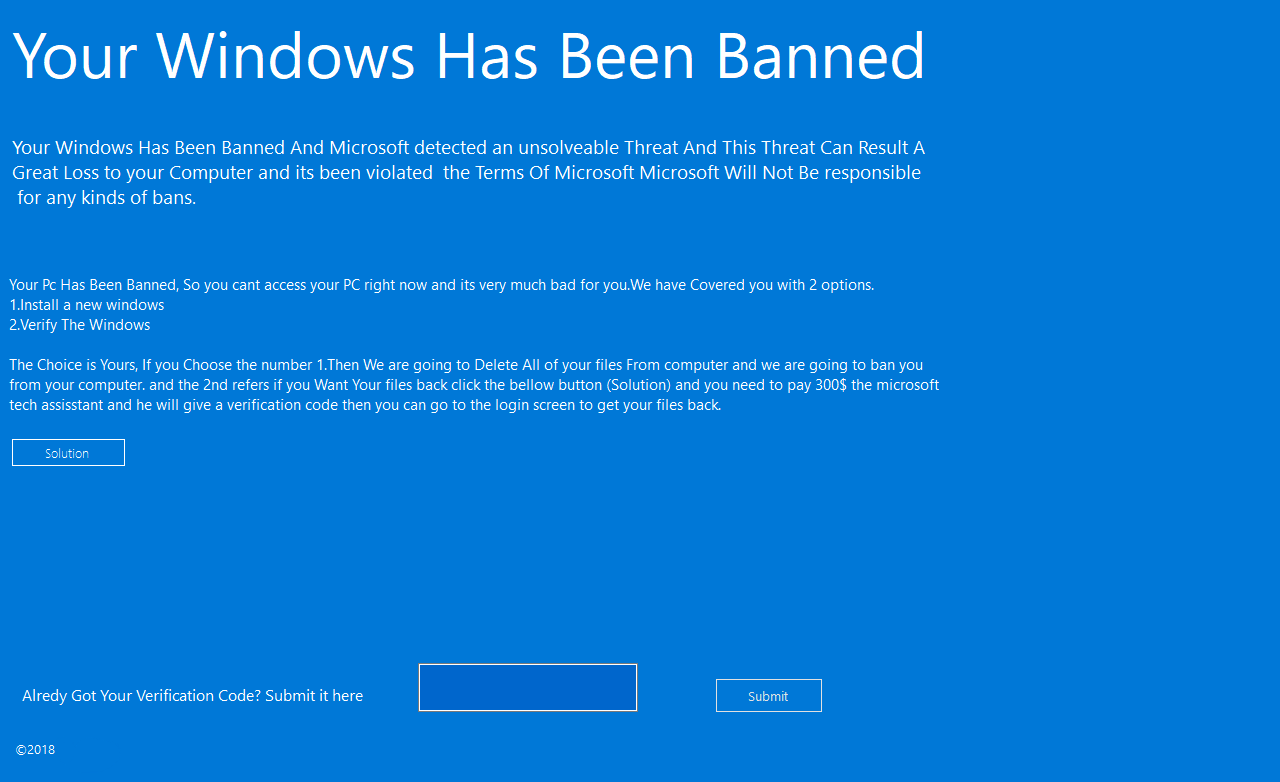 Your Windows Has Been Banned
Your Windows Has Been Banned And Microsoft detected an unsolveable Threat And This Threat Can Result A
Great Loss to your Computer and its been violated  the Terms Of Microsoft Microsoft Will Not Be responsible
for any kinds of bans.
Your Pc Has Been Banned, So you cant access your PC right now and its very much bad for you.We have Covered you with 2 options.
1.Install a new windows
2.Verify The Windows
The Choice is Yours, If you Choose the number 1.Then We are going to Delete All of your files From computer and we are going to ban you
from your computer. and the 2nd refers if you Want Your files back click the bellow button (Solution) and you need to pay 300$ the microsoft
tech assisstant and he will give a verification code then you can go to the login screen to get your files back.
Solution
Alredy Got Your Verification Code? Submit it here
Submit
©2018